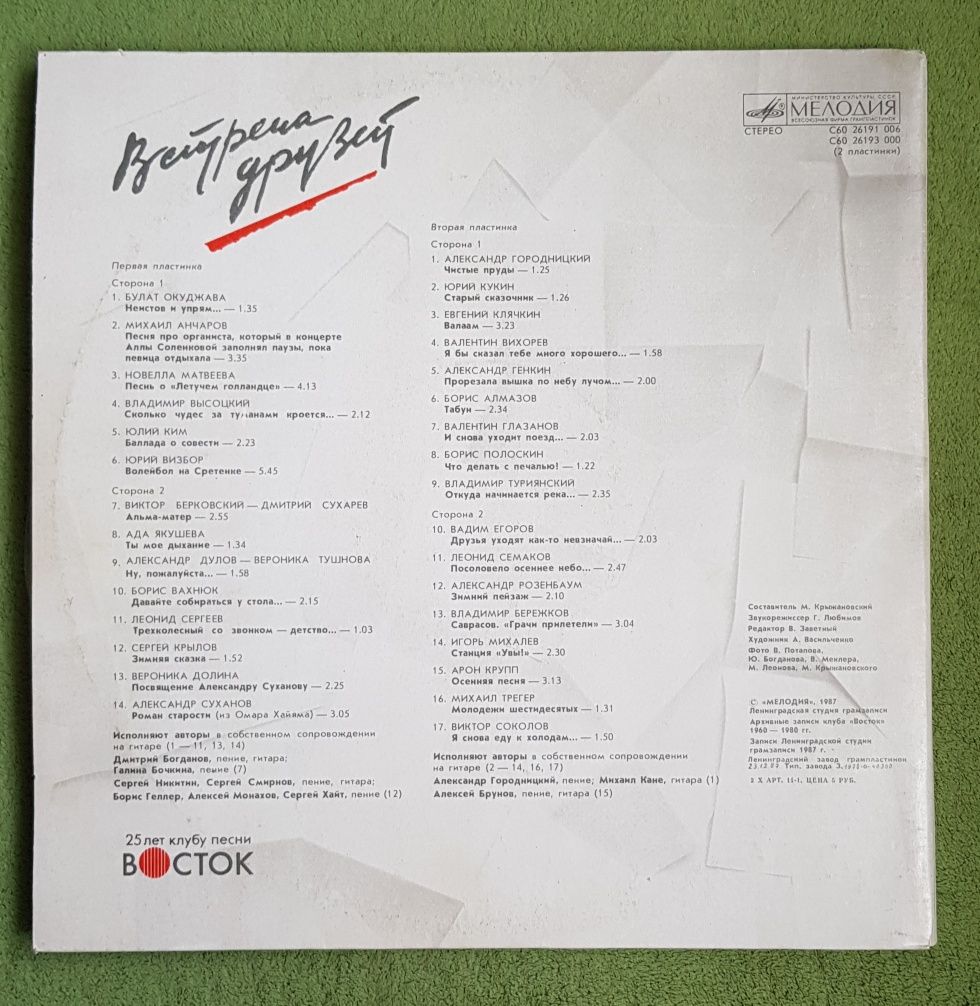 Встреча
друзей
МИНИСТЕРСТВО КУЛЬТУРЫ СССР
МЕЛОДИЯ
ВСЕСОЮЗНАЯ ФИРМА ГРАМПЛАСТИНОК
СТЕРЕО
С60 26191 006
С60 26193 000
(2 пластинки)
Первая пластинка
Сторона 1
1. БУЛАТ ОКУДЖАВА
Неистов и упрям... — 1.35
2. МИХАИЛ АНЧАРОВ
Песня про органиста, который в концерте
Аллы Соленковой заполнял паузы, пока
певица отдыхала — 3.35
3. НОВЕЛЛА МАТВЕЕВА
Песнь о «Летучем голландце» — 4.13
4. ВЛАДИМИР ВЫСОЦКИЙ
Сколько чудес за туманами кроется... — 2.12
5. ЮЛИЙ КИМ
Баллада о совести — 2.23
6. ЮРИЙ ВИЗБОР
Волейбол на Сретенке — 5.45
Сторона 2
7. ВИКТОР БЕРКОВСКИЙ — ДМИТРИЙ СУХАРЕВ
Альма-матер — 2.55
8. АДА ЯКУШЕВА
Ты мое дыхание — 1.34
9. АЛЕКСАНДР ДУЛОВ — ВЕРОНИКА ТУШНОВА
Ну, пожалуйста... — 1.58
10. БОРИС ВАХНЮК
Давайте собираться у стола... — 2.15
11. ЛЕОНИД СЕРГЕЕВ
Трехколесный со звонком — детство... — 1.03
12. СЕРГЕЙ КРЫЛОВ
Зимняя сказка — 1.52
13. ВЕРОНИКА ДОЛИНА
Посвящение Александру Суханову — 2.25
14. АЛЕКСАНДР СУХАНОВ
Роман старости (из Омара Хайяма) — 3.05
Исполняют авторы в собственном сопровождении
на гитаре (1 — 11, 13, 14)
Дмитрий Богданов, пение, гитара;
Галина Бочкина, пение (7)
Сергей Никитин, Сергей Смирнов, пение, гитара;
Борис Геллер, Алексей Монахов, Сергей Хайт, пение (12)
25 лет клубу песни
ВОСТОК
Вторая пластинка
Сторона 1
1. АЛЕКСАНДР ГОРОДНИЦКИЙ
Чистые пруды — 1.25
2. ЮРИЙ КУКИН
Старый сказочник — 1.26
3. ЕВГЕНИЙ КЛЯЧКИН
Валаам — 3.23
4. ВАЛЕНТИН ВИХОРЕВ
Я бы сказал тебе много хорошего... — 1.58
5. АЛЕКСАНДР ГЕНКИН
Прорезала вышка по небу лучом... — 2.00
6. БОРИС АЛМАЗОВ
Табун — 2.34
7. ВАЛЕНТИН ГЛАЗАНОВ
И снова уходит поезд... — 2.03
8. БОРИС ПОЛОСКИН
Что делать с печалью! — 1.22
9. ВЛАДИМИР ТУРИЯНСКИЙ
Откуда начинается река... — 2.35
Сторона 2
10. ВАДИМ ЕГОРОВ
Друзья уходят как-то невзначай... — 2.03
11. ЛЕОНИД СЕМАКОВ
Посоловело осеннее небо... — 2.47
12. АЛЕКСАНДР РОЗЕНБАУМ
Зимний пейзаж — 2.10
13. ВЛАДИМИР БЕРЕЖКОВ
Саврасов. «Грачи прилетели» — 3.04
14. ИГОРЬ МИХАЛЕВ
Станция «Увы!» — 2.30
15. АРОН КРУПП
Осенняя песня — 3.13
16. МИХАИЛ ТРЕГЕР
Молодежи шестидесятых — 1.31
17. ВИКТОР СОКОЛОВ
Я снова еду к холодам... — 1.50
Исполняют авторы в собственном сопровождении
на гитаре (2 — 14, 16, 17)
Александр Городницкий, пение; Михаил Кане, гитара (1)
Алексей Брунов, пение, гитара (15)
Составитель М. Крыжановский
Звукорежиссер Г. Любимов
Редактор В. Заветный
Художник А. Васильченко
Фото В. Потапова,
Ю. Богданова, В. Меклера,
М. Леонова, М. Крыжановского
© «МЕЛОДИЯ», 1987
Ленинградская студия грамзаписи
Архивные записи клуба «Восток»
1960 — 1980 гг.
Записи Ленинградской студии
грамзаписи 1987 г.
Ленинградский завод грампластинок
Тип. завода
2 X АРТ. 11-1. ЦЕНА 5 РУБ.